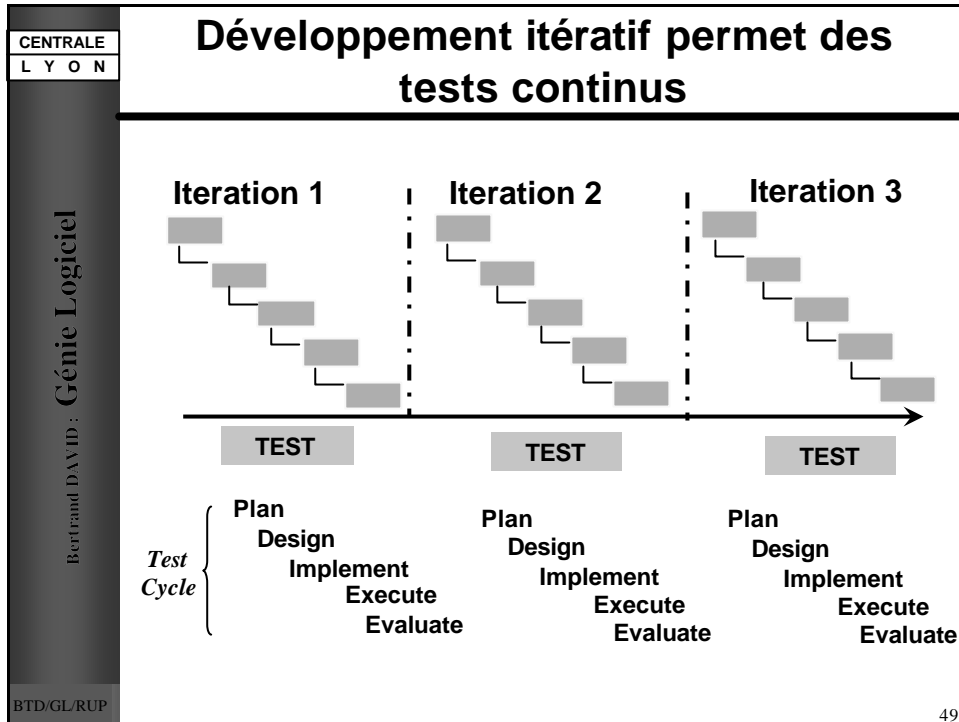 CENTRALE
L Y O N
Développement itératif permet des
tests continus
Bertrand DAVID : Génie Logiciel
Iteration 1
Iteration 2
Iteration 3
TEST
TEST
TEST
Test
Cycle
Plan
Design
Implement
Execute
Evaluate
Plan
Design
Implement
Execute
Evaluate
Plan
Design
Implement
Execute
Evaluate
BTD/GL/RUP
49